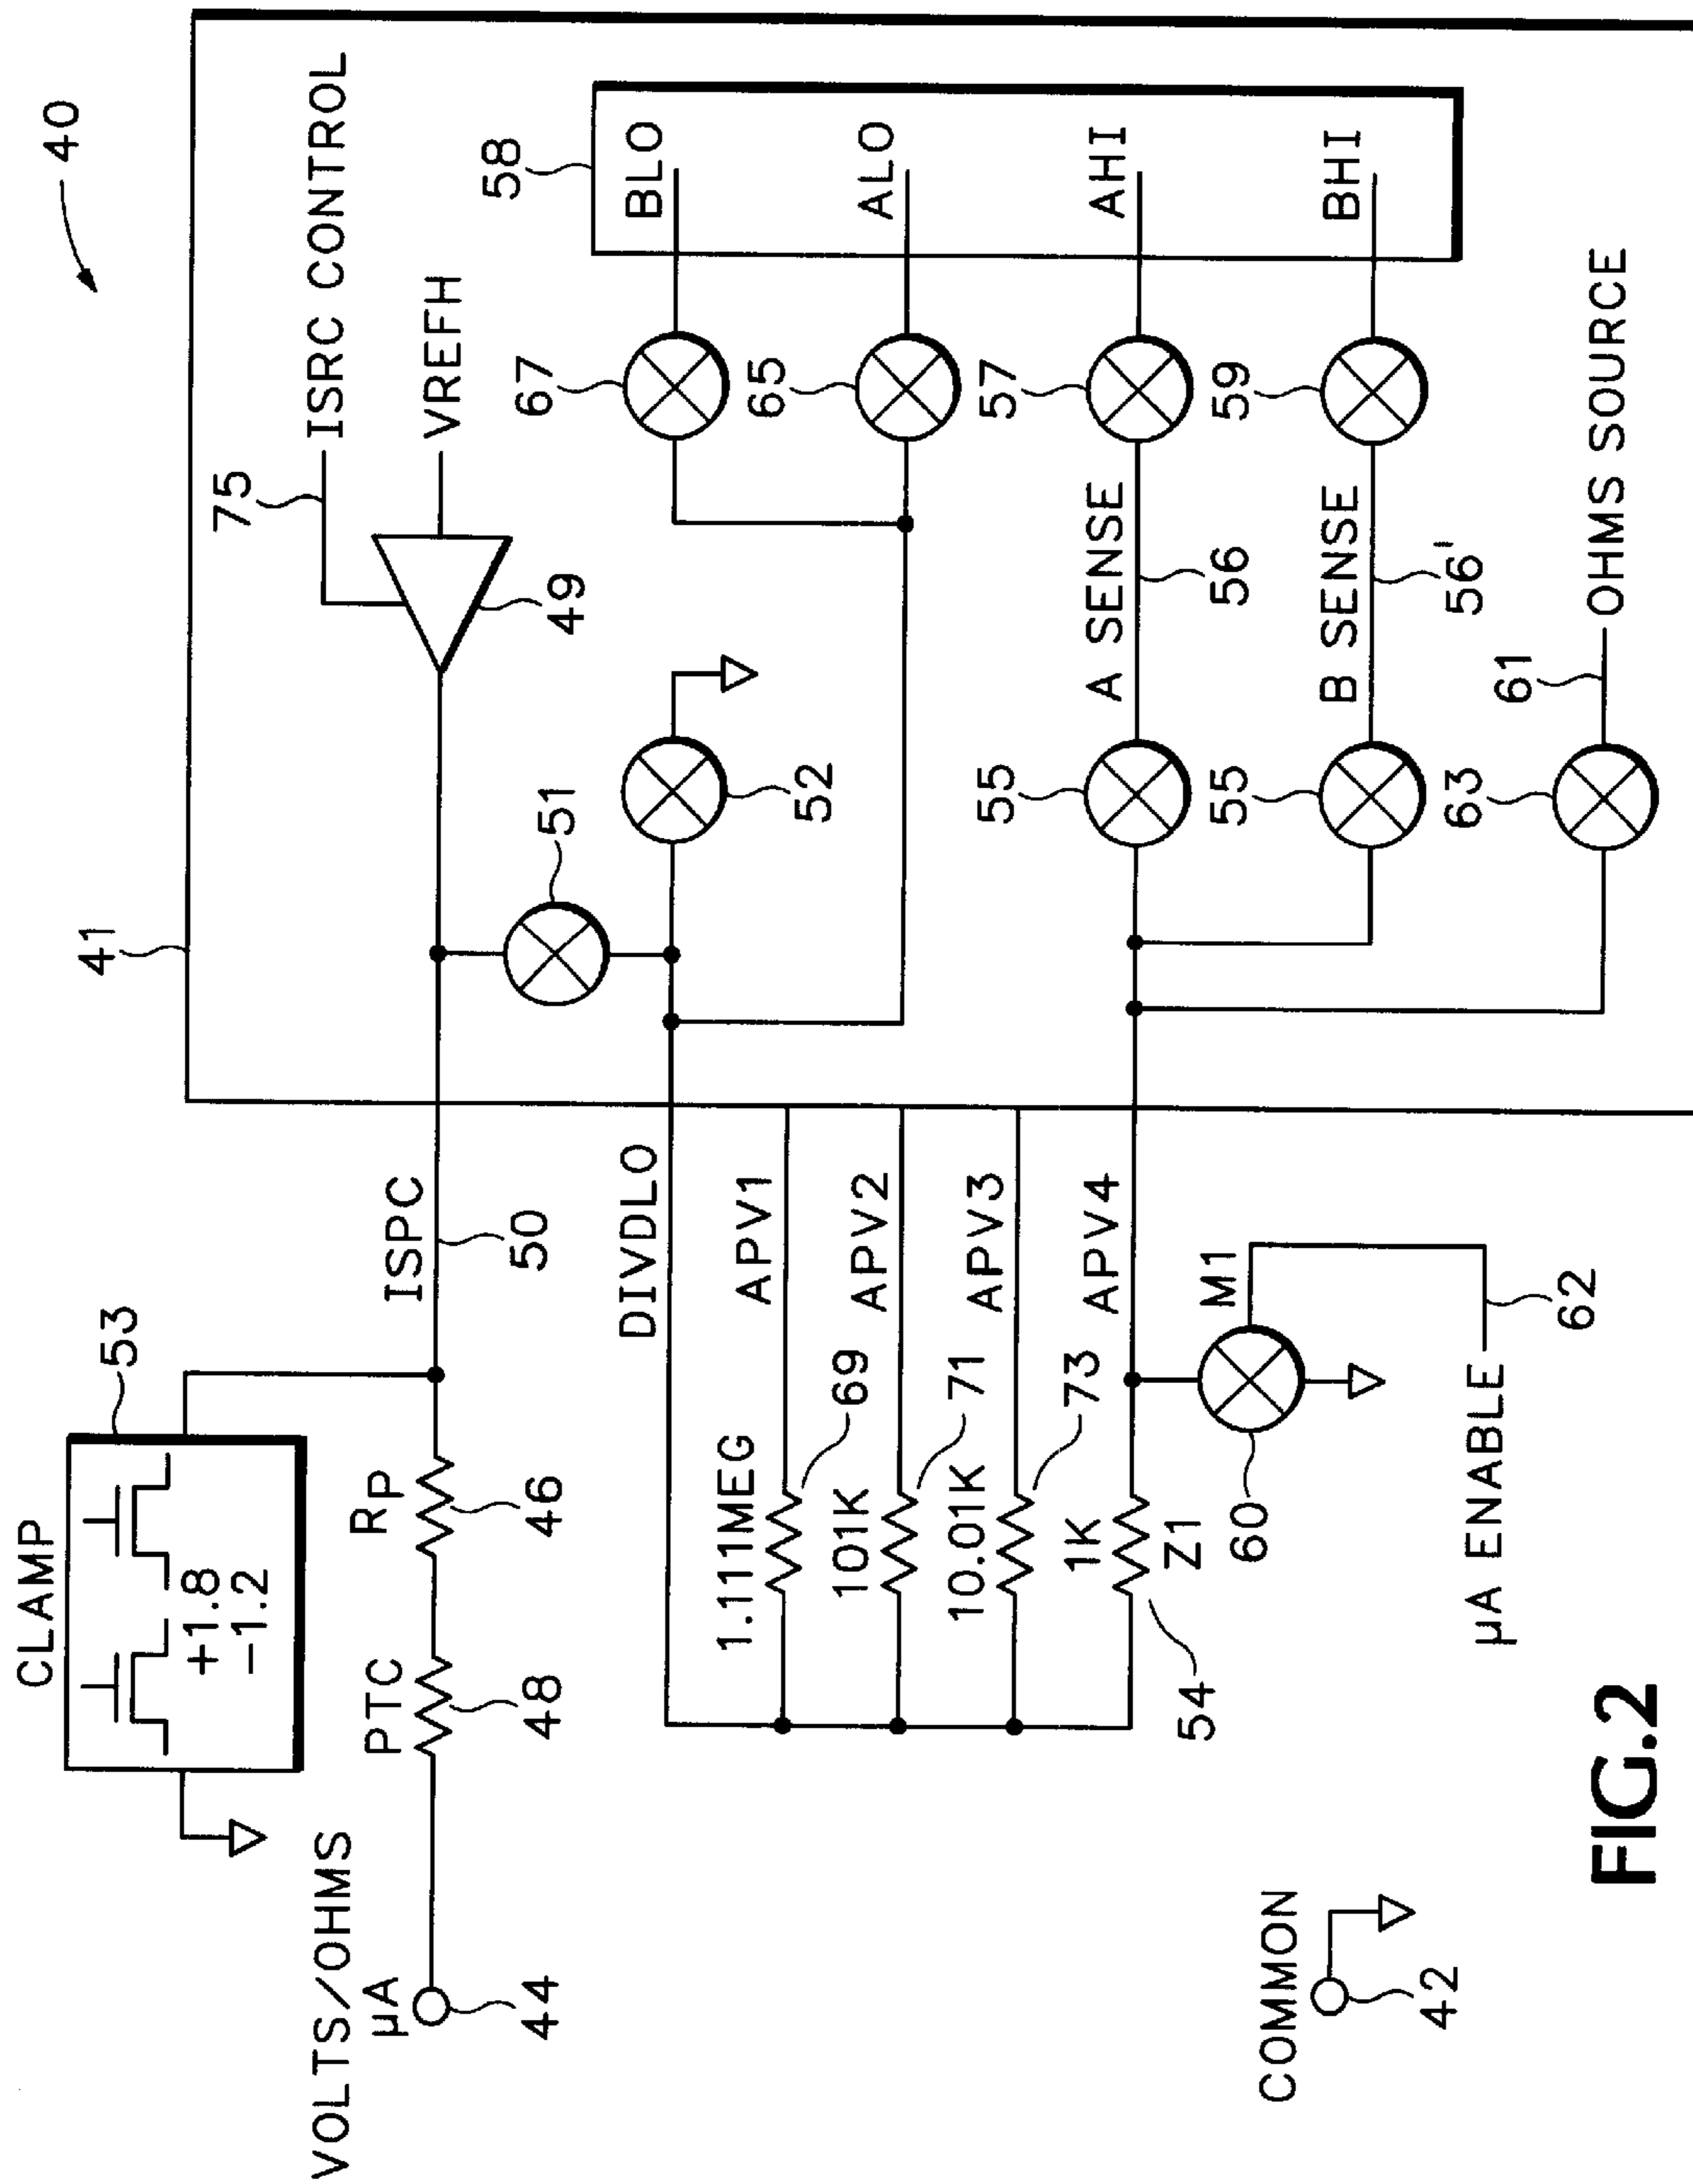 40
41
ISRC CONTROL
75
VREFH
49
58
BLO
ALO
AHI
BHI
67
65
57
59
51
52
A SENSE
56
55
B SENSE
56'
55
61
OHMS SOURCE
63
CLAMP
+1.8
-1.2
53
ISPC
50
RP
46
PTC
48
VOLTS/OHMS
µA
44
DIVDLO
APV1
1.111MEG
69
APV2
101K
71
APV3
10.01K
73
APV4
1K
Z1
54
M1
60
62
µA ENABLE
COMMON
42
FIG.2